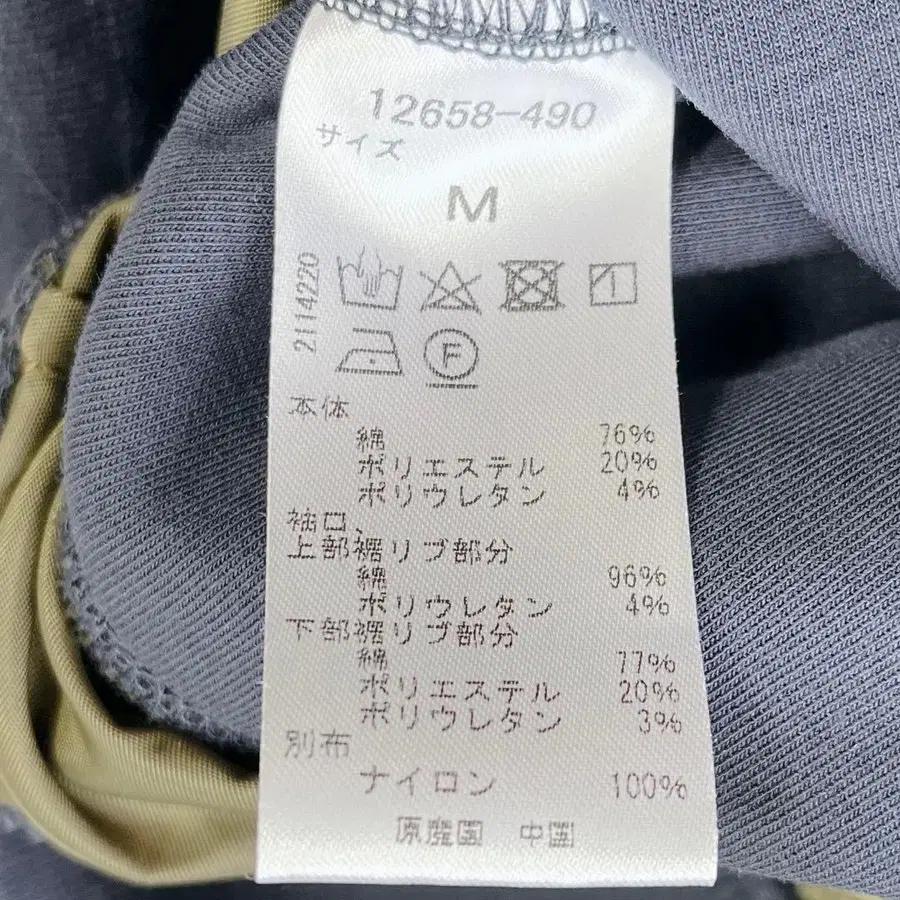 12658-490
サイズ
M
2114220
F
本体
綿 76%
ポリエステル 20%
ポリウレタン 4%
袖口、
上部裾リブ部分
綿 96%
ポリウレタン 4%
下部裾リブ部分
綿 77%
ポリエステル 20%
ポリウレタン 3%
別布
ナイロン 100%
原産国 中国